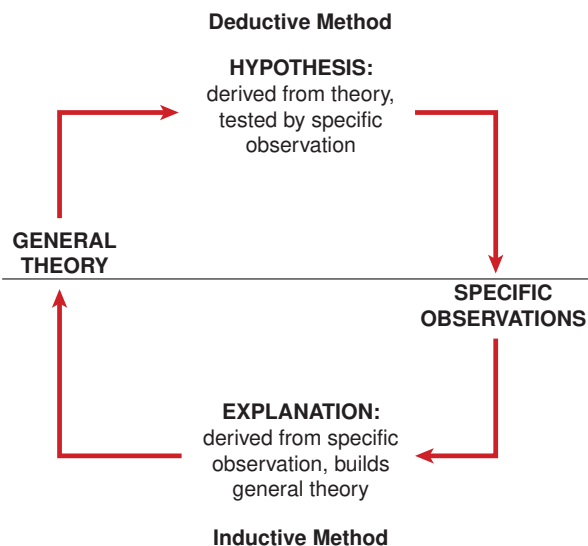 Deductive Method
HYPOTHESIS:
derived from theory,
tested by specific
observation
GENERAL
THEORY
SPECIFIC
OBSERVATIONS
EXPLANATION:
derived from specific
observation, builds
general theory
Inductive Method